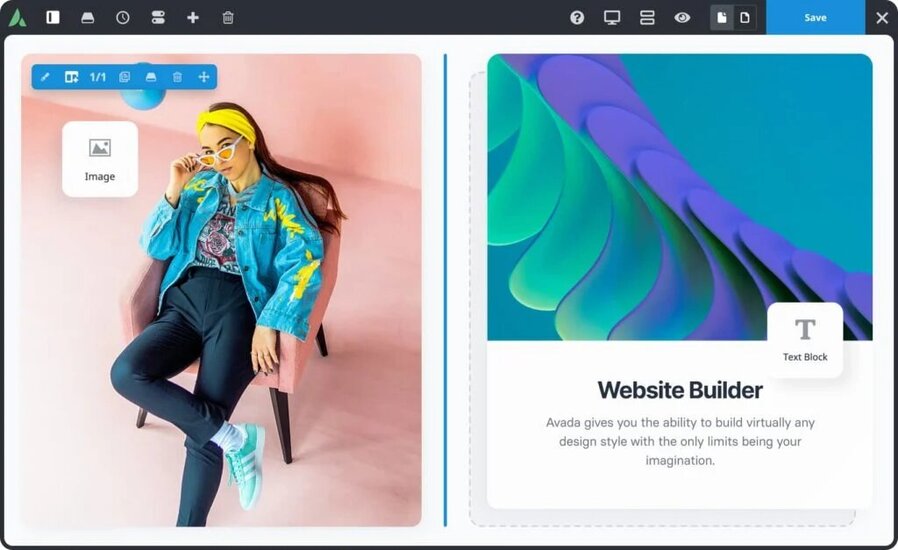 Save
1/1
Image
Text Block
Website Builder
Avada gives you the ability to build virtually any
design style with the only limits being your
imagination.